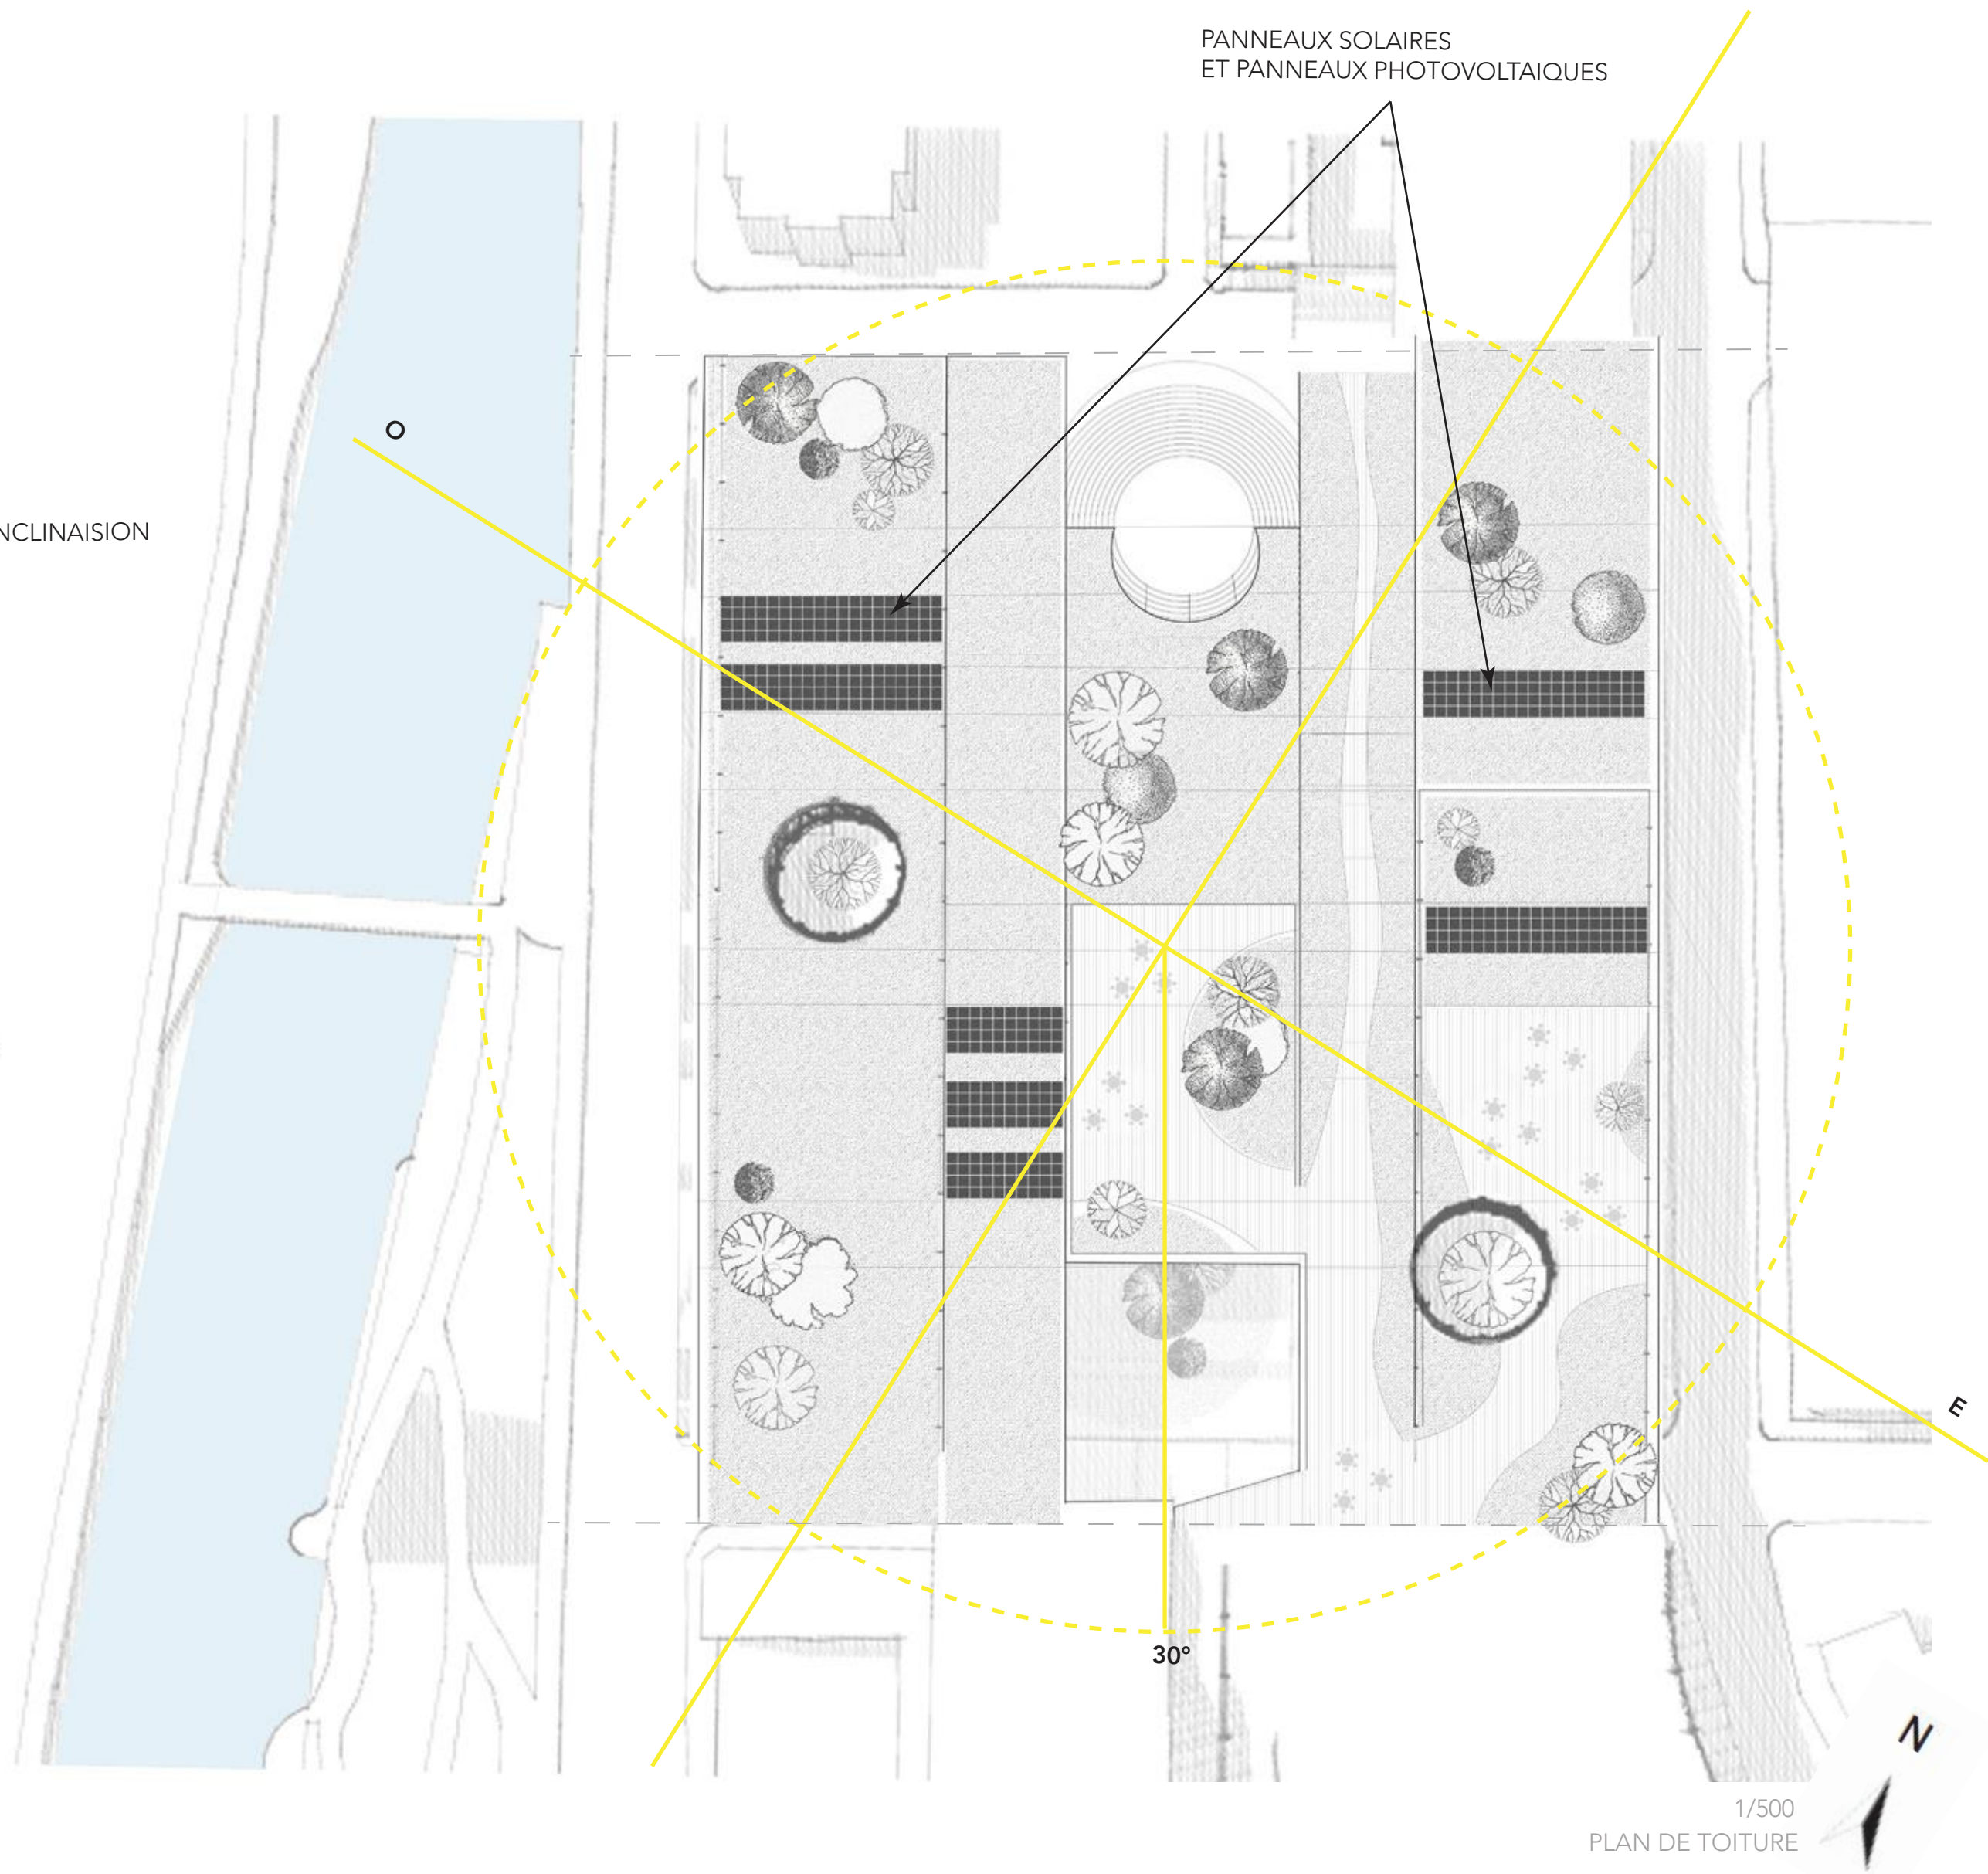 PANNEAUX SOLAIRES
ET PANNEAUX PHOTOVOLTAIQUES
O
NCLINAISION
E
30°
N
1/500
PLAN DE TOITURE